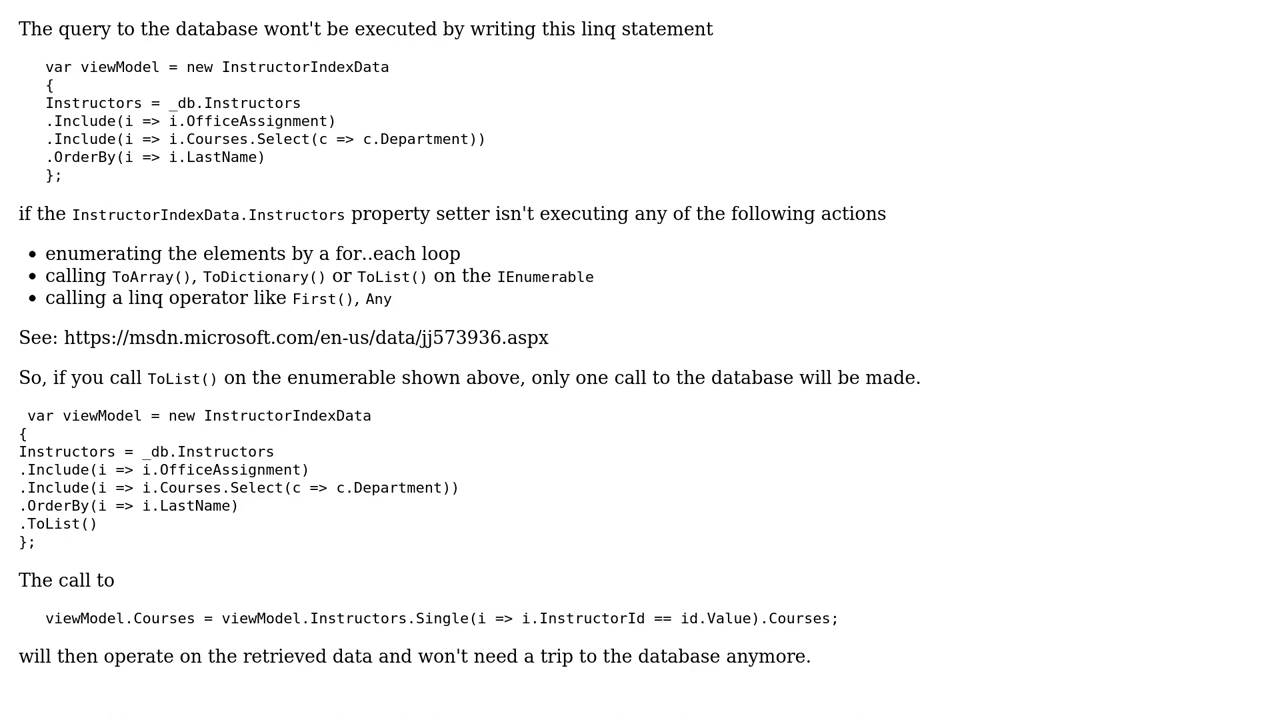 The query to the database wont't be executed by writing this linq statement
var viewModel = new InstructorIndexData
{
Instructors = _db.Instructors
.Include(i => i.OfficeAssignment)
.Include(i => i.Courses.Select(c => c.Department))
.OrderBy(i => i.LastName)
};
if the InstructorIndexData.Instructors property setter isn't executing any of the following actions
• enumerating the elements by a for..each loop
• calling ToArray(), ToDictionary() or ToList() on the IEnumerable
• calling a linq operator like First(), Any
See: https://msdn.microsoft.com/en-us/data/jj573936.aspx
So, if you call ToList() on the enumerable shown above, only one call to the database will be made.
var viewModel = new InstructorIndexData
{
Instructors = _db.Instructors
.Include(i => i.OfficeAssignment)
.Include(i => i.Courses.Select(c => c.Department))
.OrderBy(i => i.LastName)
.ToList()
};
The call to
viewModel.Courses = viewModel.Instructors.Single(i => i.InstructorId == id.Value).Courses;
will then operate on the retrieved data and won't need a trip to the database anymore.